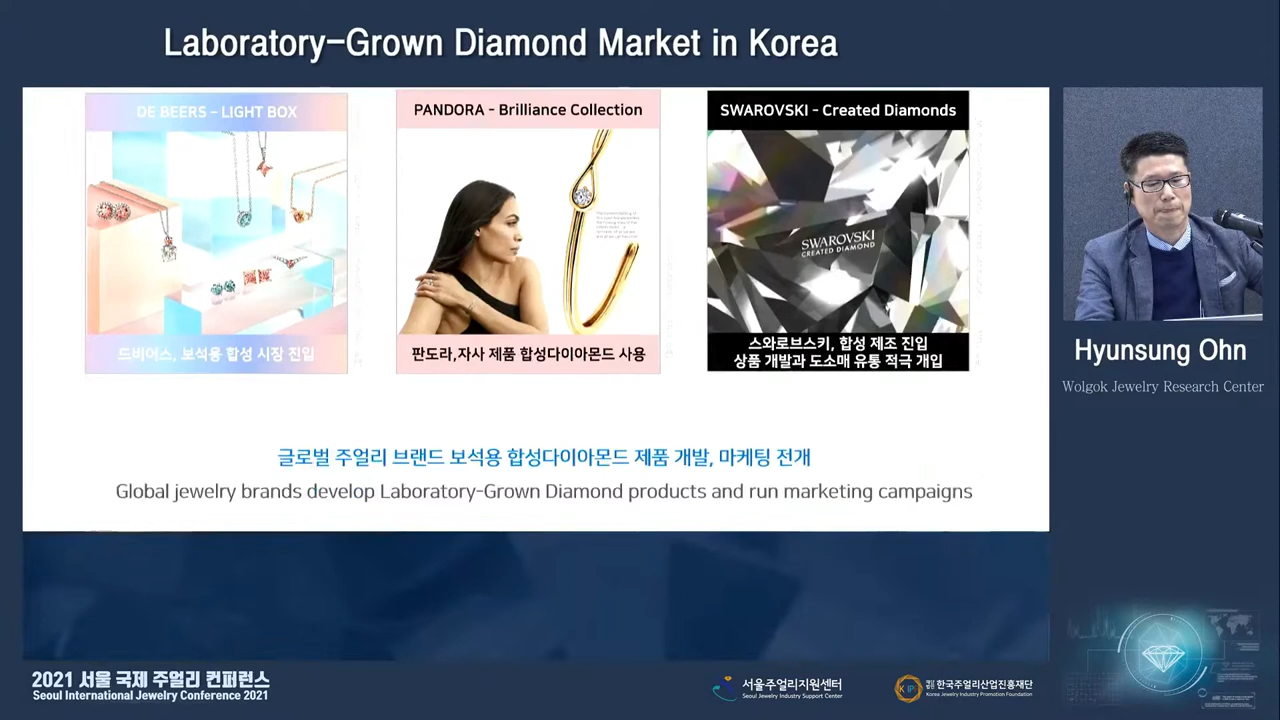 Laboratory-Grown Diamond Market in Korea
DE BEERS - LIGHT BOX
드비어스, 보석용 합성 시장 진입
PANDORA - Brilliance Collection
판도라,자사 제품 합성다이아몬드 사용
SWAROVSKI - Created Diamonds
SWAROVSKI
CREATED DIAMOND
스와로브스키, 합성 제조 진입
상품 개발과 도소매 유통 적극 개입
글로벌 주얼리 브랜드 보석용 합성다이아몬드 제품 개발, 마케팅 전개
Global jewelry brands develop Laboratory-Grown Diamond products and run marketing campaigns
Hyunsung Ohn
Wolgok Jewelry Research Center
2021 서울 국제 주얼리 컨퍼런스
Seoul International Jewelry Conference 2021
서울주얼리지원센터
Seoul Jewelry Industry Support Center
재단법인 한국주얼리산업진흥재단
Korea Jewelry Industry Promotion Foundation